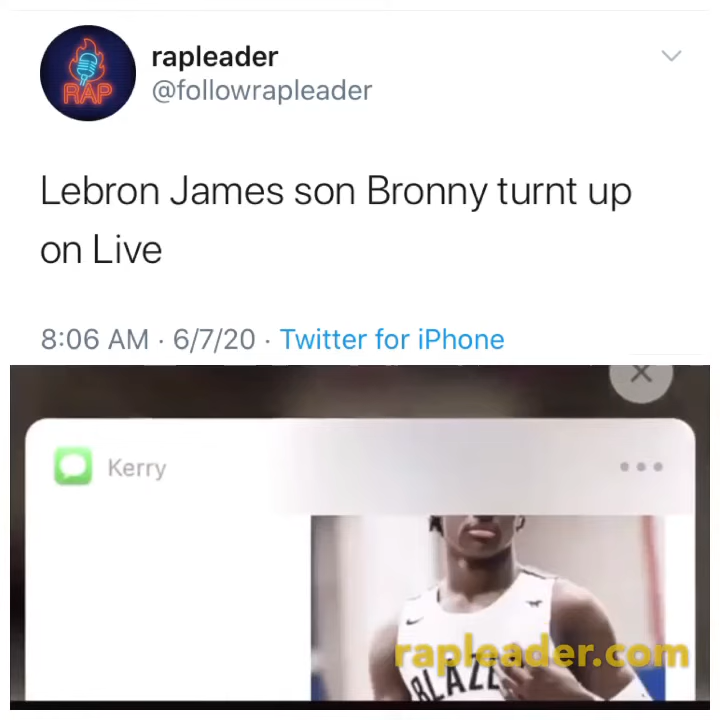 RAP
rapleader
@followrapleader
Lebron James son Bronny turnt up
on Live
8:06 AM · 6/7/20 · Twitter for iPhone
Kerry
rapleader.com
BLAZE